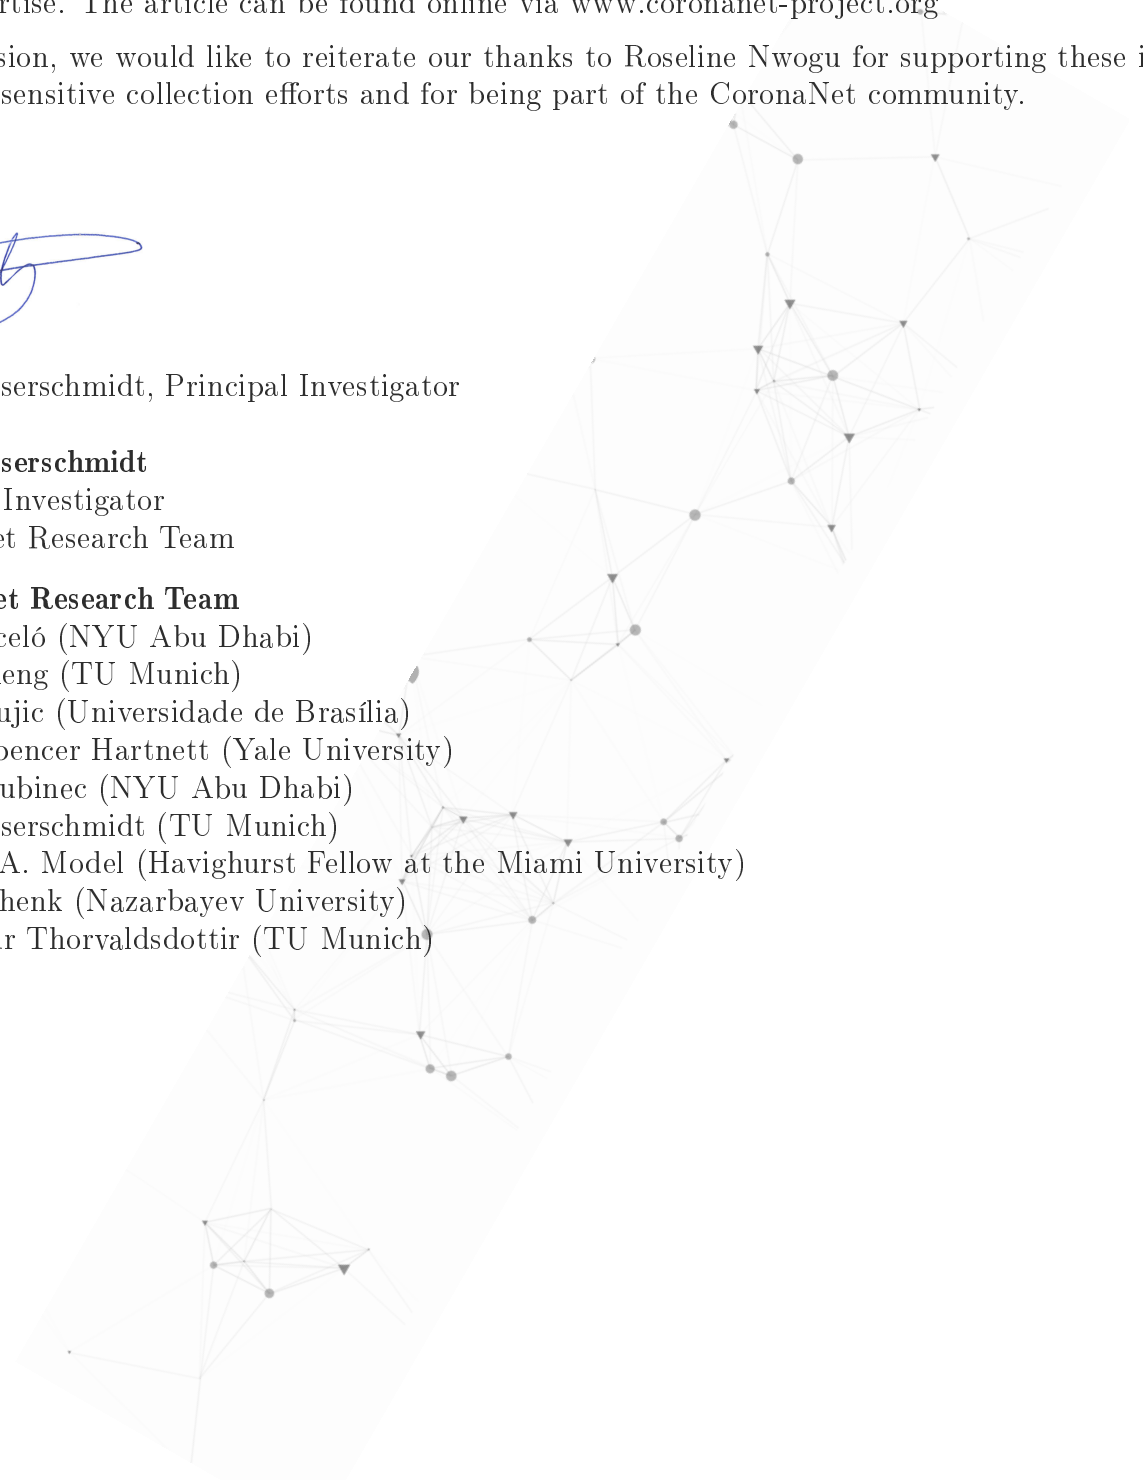 rtise. The article can be found online via www.coronanet-project.org
sion, we would like to reiterate our thanks to Roseline Nwogu for supporting these i
sensitive collection efforts and for being part of the CoronaNet community.
serschmidt, Principal Investigator
serschmidt
Investigator
et Research Team
et Research Team
celó (NYU Abu Dhabi)
heng (TU Munich)
ujic (Universidade de Brasília)
pencer Hartnett (Yale University)
ubinec (NYU Abu Dhabi)
serschmidt (TU Munich)
A. Model (Havighurst Fellow at the Miami University)
henk (Nazarbayev University)
ur Thorvaldsdottir (TU Munich)